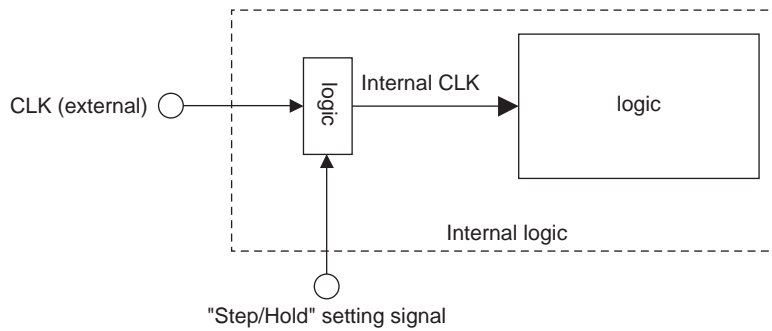 CLK (external)
logic
Internal CLK
logic
Internal logic
"Step/Hold" setting signal